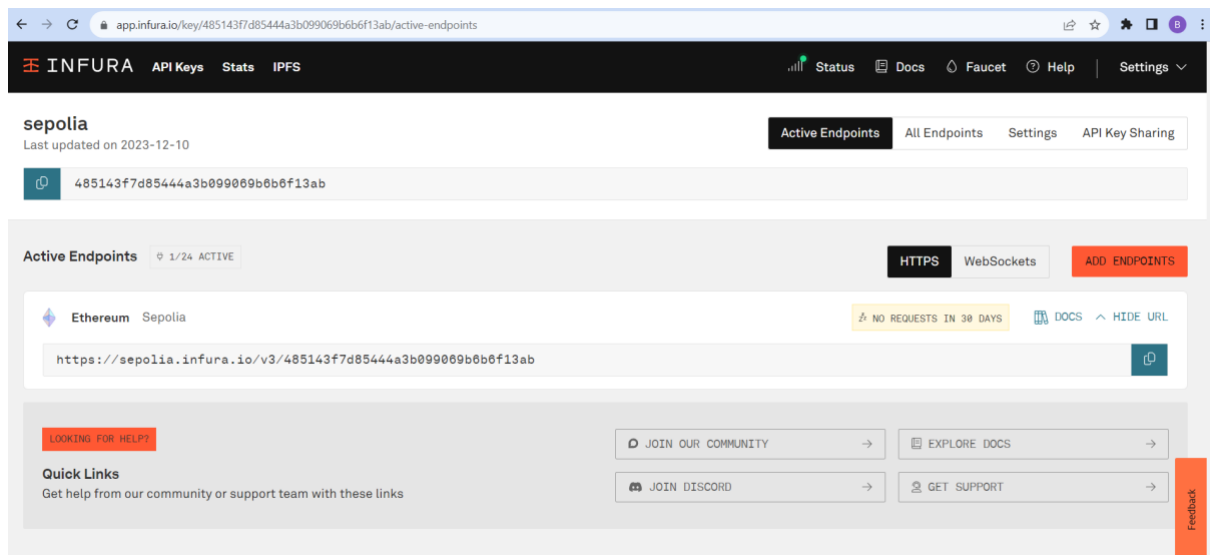 app.infura.io/key/485143f7d85444a3b099069b6b6f13ab/active-endpoints B
INFURA API Keys Stats IPFS Status Docs Faucet Help Settings
sepolia
Last updated on 2023-12-10
Active Endpoints All Endpoints Settings API Key Sharing
485143f7d85444a3b099069b6b6f13ab
Active Endpoints 1/24 ACTIVE HTTPS WebSockets ADD ENDPOINTS
Ethereum Sepolia NO REQUESTS IN 30 DAYS DOCS HIDE URL
https://sepolia.infura.io/v3/485143f7d85444a3b099069b6b6f13ab
LOOKING FOR HELP?
Quick Links
Get help from our community or support team with these links
JOIN OUR COMMUNITY EXPLORE DOCS
JOIN DISCORD GET SUPPORT
Feedback